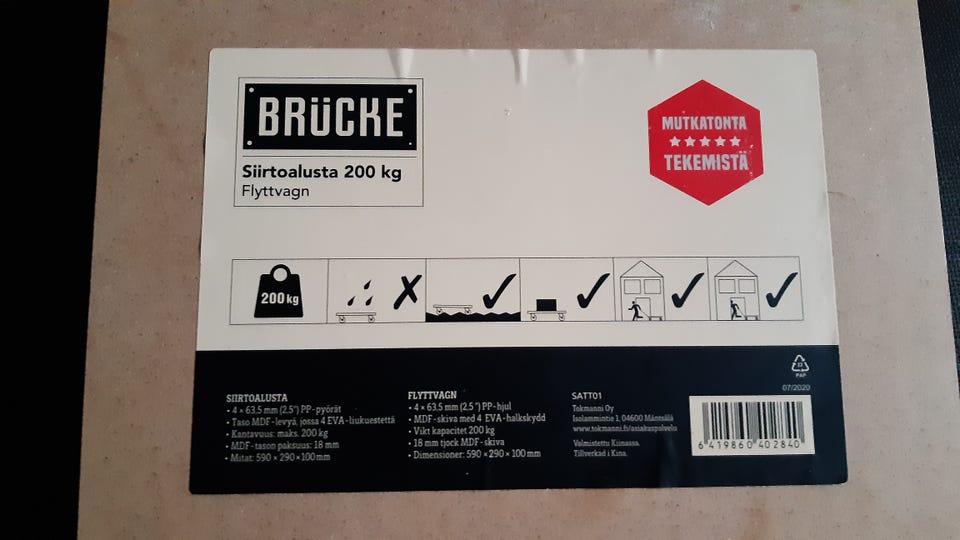 BRÜCKE
Siirtoalusta 200 kg
Flyttvagn
MUTKATONTA
TEKEMISTÄ
200 kg
SIIRTOALUSTA
• 4 × 63,5 mm (2.5") PP-pyörät
• Taso MDF-levyä, jossa 4 EVA-liukuestettä
• Kantavuus: maks. 200 kg
• MDF-tason paksuus: 18 mm
• Mitat: 590 × 290 × 100 mm
FLYTTVAGN
• 4 × 63,5 mm (2.5") PP-hjul
• MDF-skiva med 4 EVA-halkskydd
• Vikt kapacitet 200 kg
• 18 mm tjock MDF-skiva
• Dimensioner: 590 × 290 × 100 mm
SATT01
Tokmanni Oy
Isolammintie 1, 04600 Mäntsälä
www.tokmanni.fi/asiakaspalvelu
Valmistettu Kiinassa.
Tillverkad i Kina.
PAP
07/2020
6 419860 402840